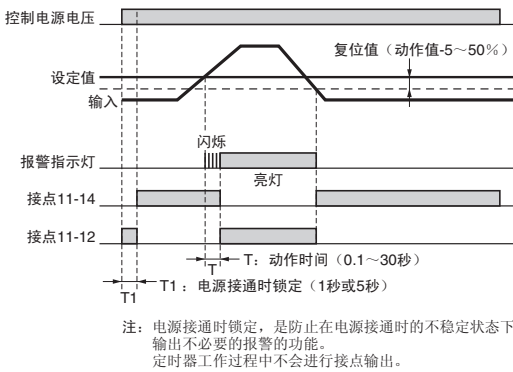 控制电源电压
复位值（动作值-5～50%）
设定值
输入
闪烁
报警指示灯
亮灯
接点11-14
接点11-12
T
T：动作时间（0.1～30秒）
T1
T1：电源接通时锁定（1秒或5秒）
注：电源接通时锁定，是防止在电源接通时的不稳定状态下
输出不必要的报警的功能。
定时器工作过程中不会进行接点输出。